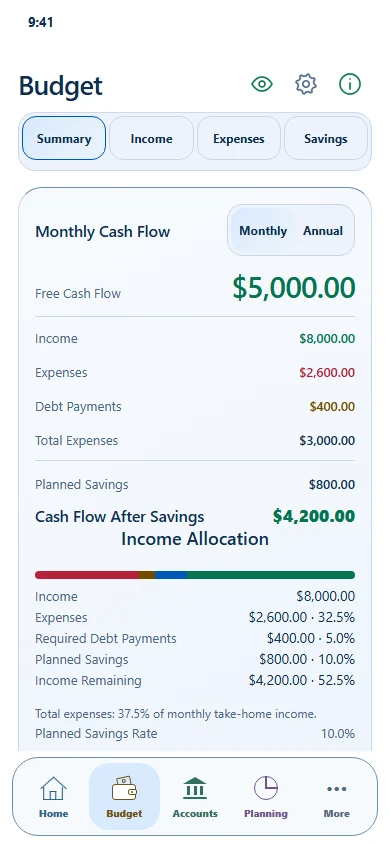 9:41
Budget
Summary Income Expenses Savings
Monthly Cash Flow Monthly Annual
Free Cash Flow $5,000.00
Income $8,000.00
Expenses $2,600.00
Debt Payments $400.00
Total Expenses $3,000.00
Planned Savings $800.00
Cash Flow After Savings $4,200.00
Income Allocation
Income $8,000.00
Expenses $2,600.00 · 32.5%
Required Debt Payments $400.00 · 5.0%
Planned Savings $800.00 · 10.0%
Income Remaining $4,200.00 · 52.5%
Total expenses: 37.5% of monthly take-home income.
Planned Savings Rate 10.0%
Home Budget Accounts Planning More